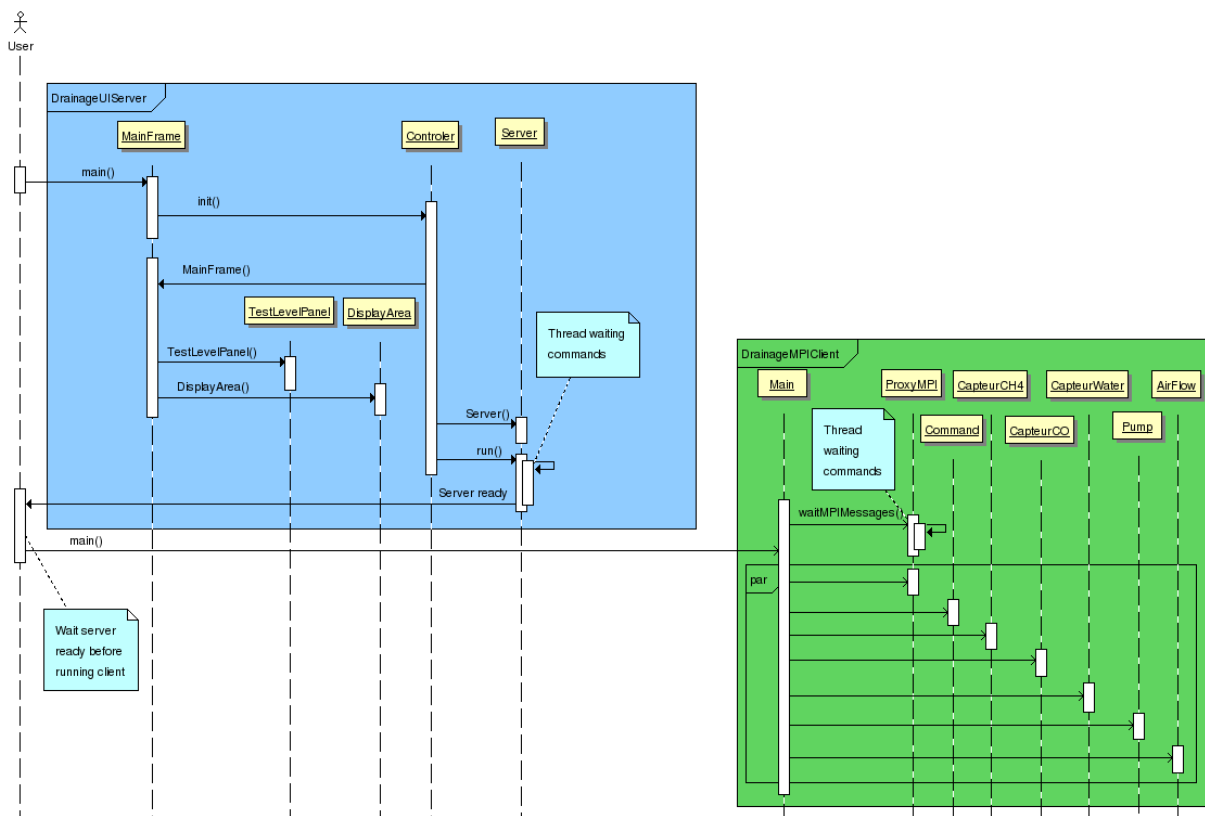 User
DrainageUIServer
MainFrame
Controler
Server
main()
init()
MainFrame()
TestLevelPanel
DisplayArea
Thread waiting
commands
TestLevelPanel()
DisplayArea()
Server()
run()
Server ready
main()
Wait server
ready before
running client
DrainageMPIClient
Main
ProxyMPI
CapteurCH4
CapteurWater
AirFlow
Command
CapteurCO
Pump
Thread
waiting
commands
waitMPIMessages()
par